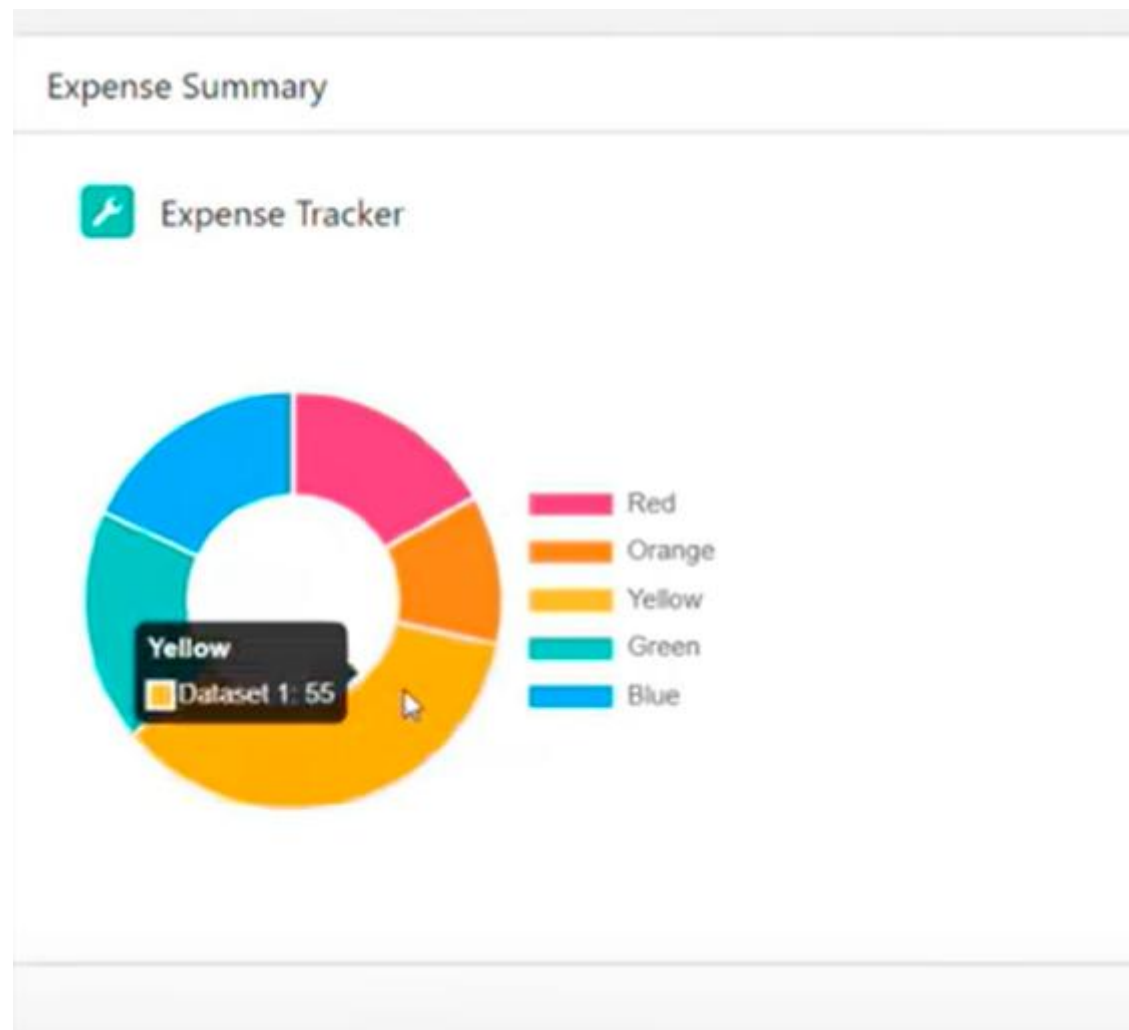 Expense Summary
Expense Tracker
Red
Orange
Yellow
Green
Blue
Yellow
Dataset 1: 55